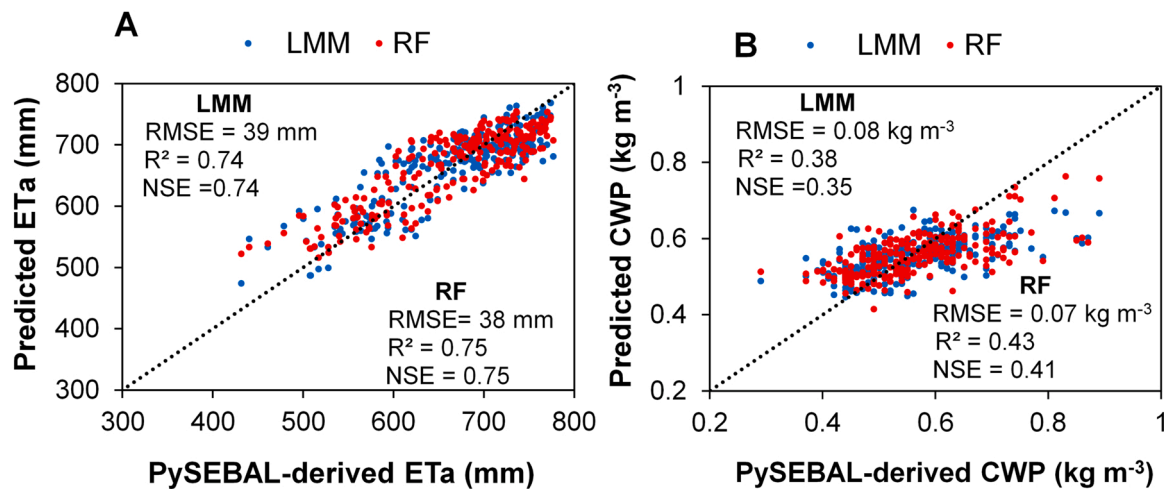 A
LMM RF
Predicted ETa (mm)
800
700
600
500
400
300
LMM
RMSE = 39 mm
R² = 0.74
NSE =0.74
RF
RMSE= 38 mm
R² = 0.75
NSE = 0.75
300 400 500 600 700 800
PySEBAL-derived ETa (mm)
B
LMM RF
Predicted CWP (kg m⁻³)
1
0.8
0.6
0.4
0.2
LMM
RMSE = 0.08 kg m⁻³
R² = 0.38
NSE =0.35
RF
RMSE = 0.07 kg m⁻³
R² = 0.43
NSE = 0.41
0.2 0.4 0.6 0.8 1
PySEBAL-derived CWP (kg m⁻³)